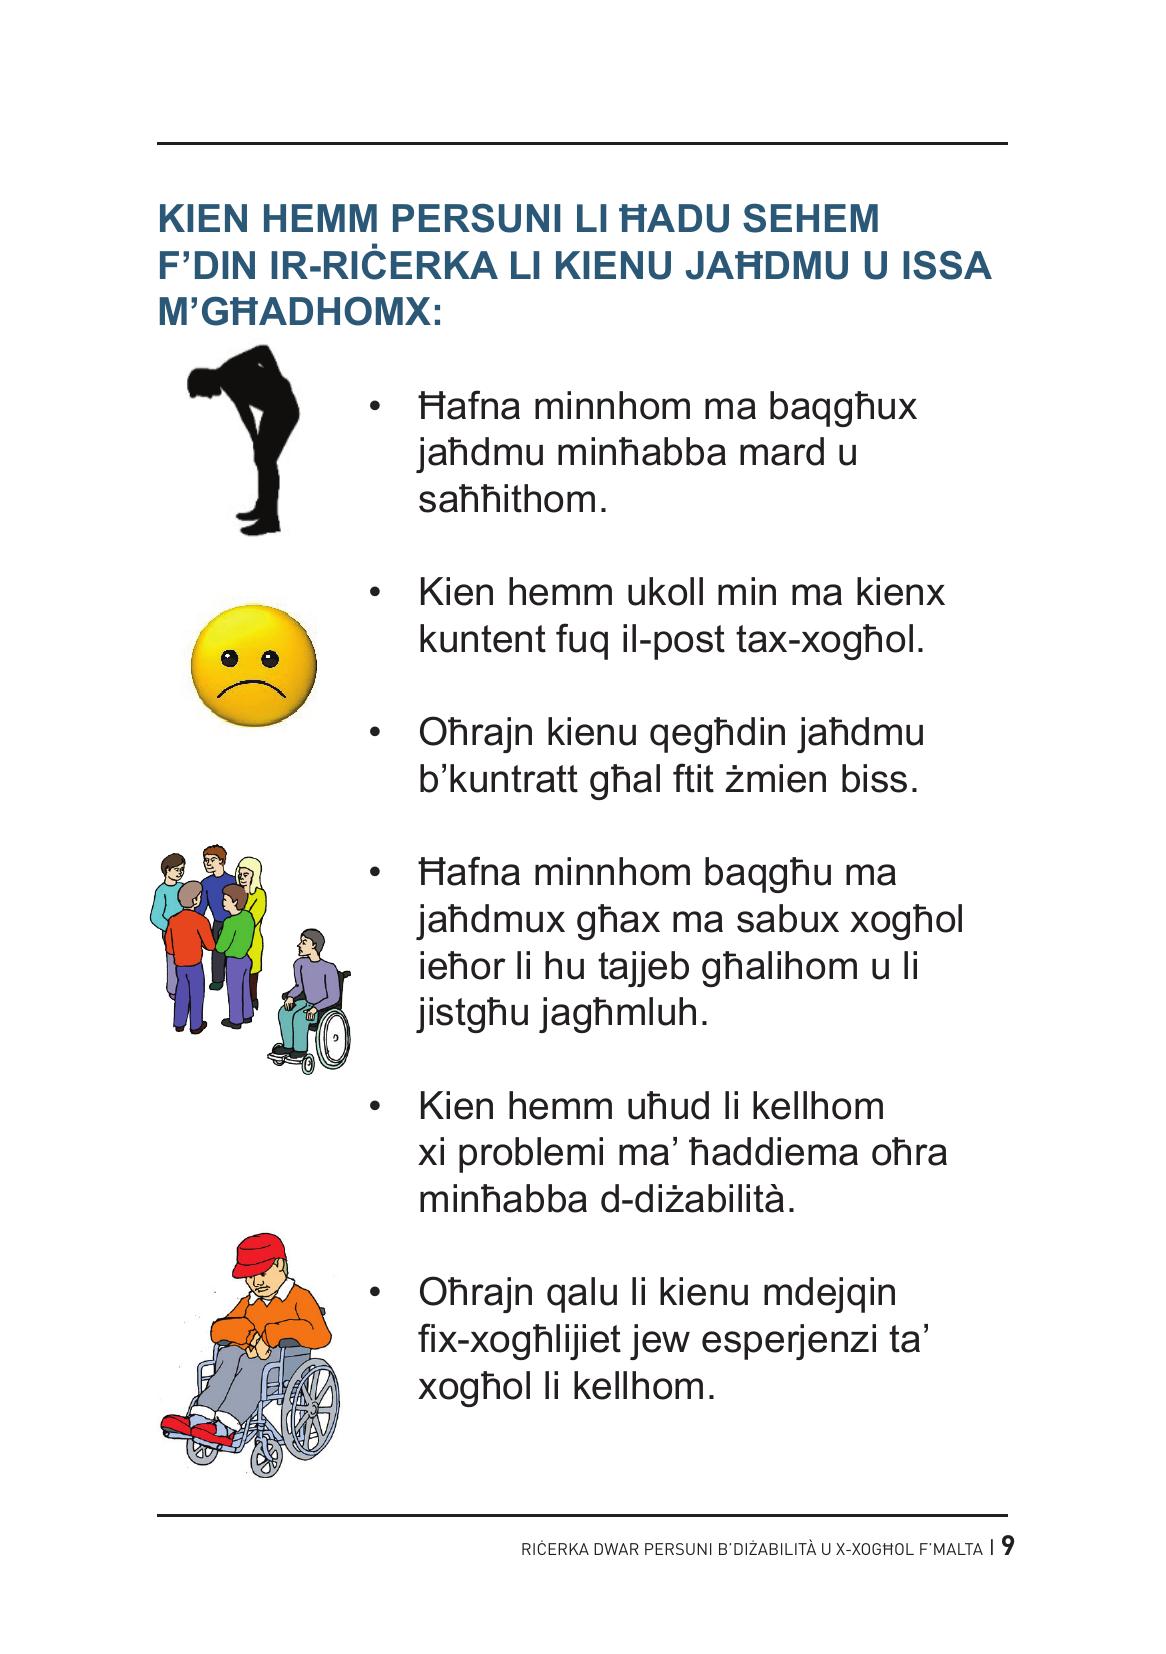 KIEN HEMM PERSUNI LI ĦADU SEHEM
F’DIN IR-RIĊERKA LI KIENU JAĦDMU U ISSA
M’GĦADHOMX:
• Ħafna minnhom ma baqgħux
jaħdmu minħabba mard u
saħħithom.
• Kien hemm ukoll min ma kienx
kuntent fuq il-post tax-xogħol.
• Oħrajn kienu qegħdin jaħdmu
b’kuntratt għal ftit żmien biss.
• Ħafna minnhom baqgħu ma
jaħdmux għax ma sabux xogħol
ieħor li hu tajjeb għalihom u li
jistgħu jagħmluh.
• Kien hemm uħud li kellhom
xi problemi ma’ ħaddiema oħra
minħabba d-diżabilità.
• Oħrajn qalu li kienu mdejqin
fix-xogħlijiet jew esperjenzi ta’
xogħol li kellhom.
RIĊERKA DWAR PERSUNI B’DIŻABILITÀ U X-XOGĦOL F’MALTA | 9